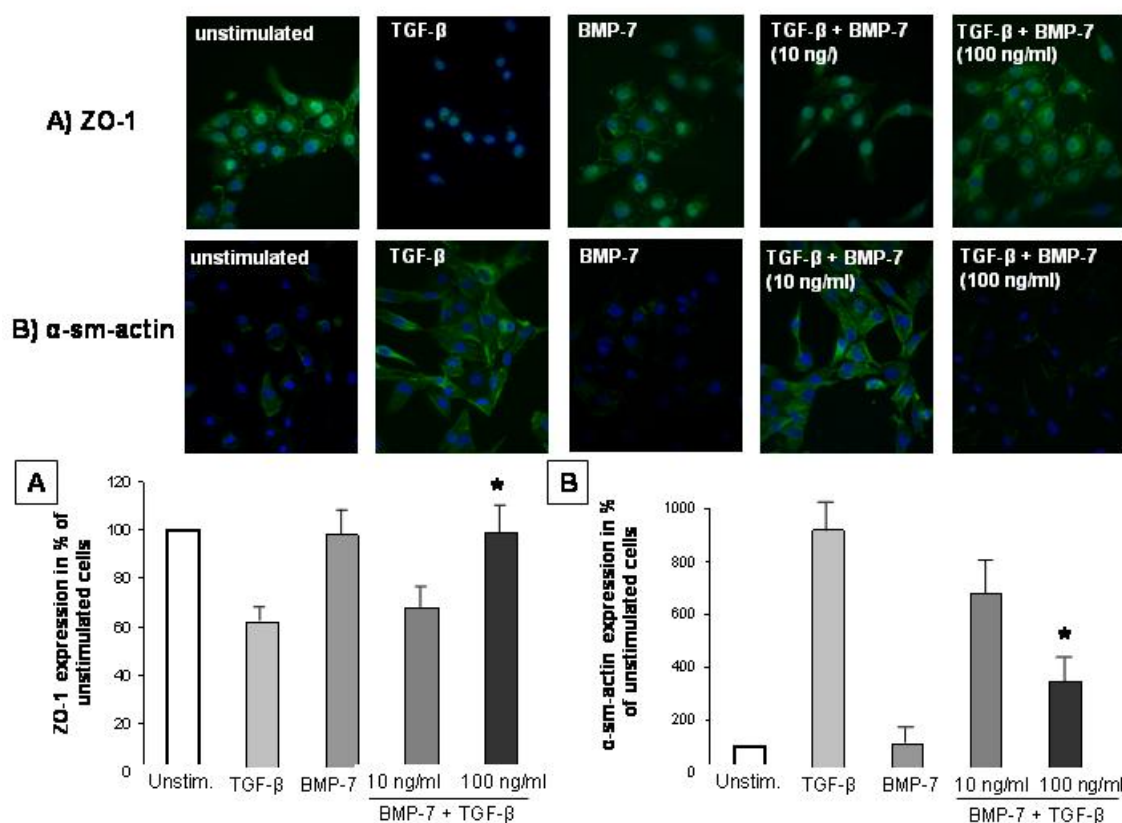 unstimulated
TGF-β
BMP-7
TGF-β + BMP-7
(10 ng/)
TGF-β + BMP-7
(100 ng/ml)
A) ZO-1
unstimulated
TGF-β
BMP-7
TGF-β + BMP-7
(10 ng/ml)
TGF-β + BMP-7
(100 ng/ml)
B) α-sm-actin
A
ZO-1 expression in % of
unstimulated cells
120
100
80
60
40
20
0
*
Unstim.
TGF-β
BMP-7
10 ng/ml
100 ng/ml
BMP-7 + TGF-β
B
α-sm-actin expression in %
of unstimulated cells
1000
800
600
400
200
0
*
Unstim.
TGF-β
BMP-7
10 ng/ml
100 ng/ml
BMP-7 + TGF-β